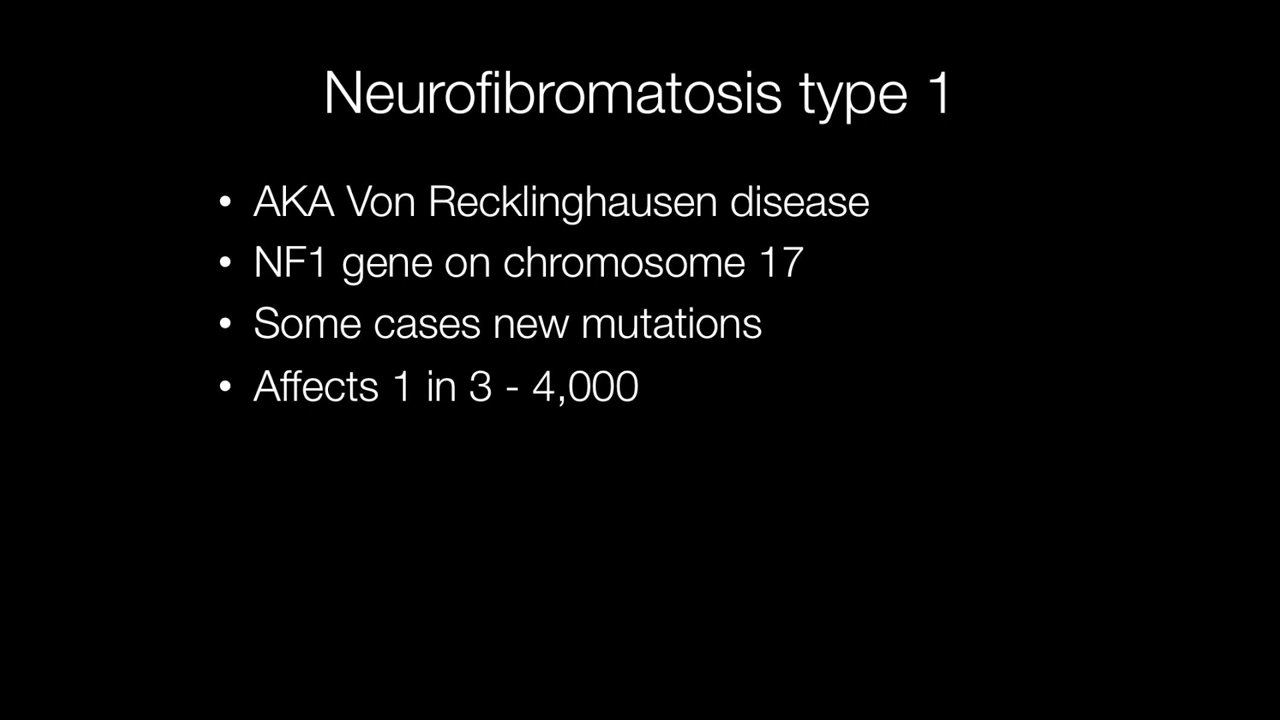 Neurofibromatosis type 1
• AKA Von Recklinghausen disease
• NF1 gene on chromosome 17
• Some cases new mutations
• Affects 1 in 3 - 4,000